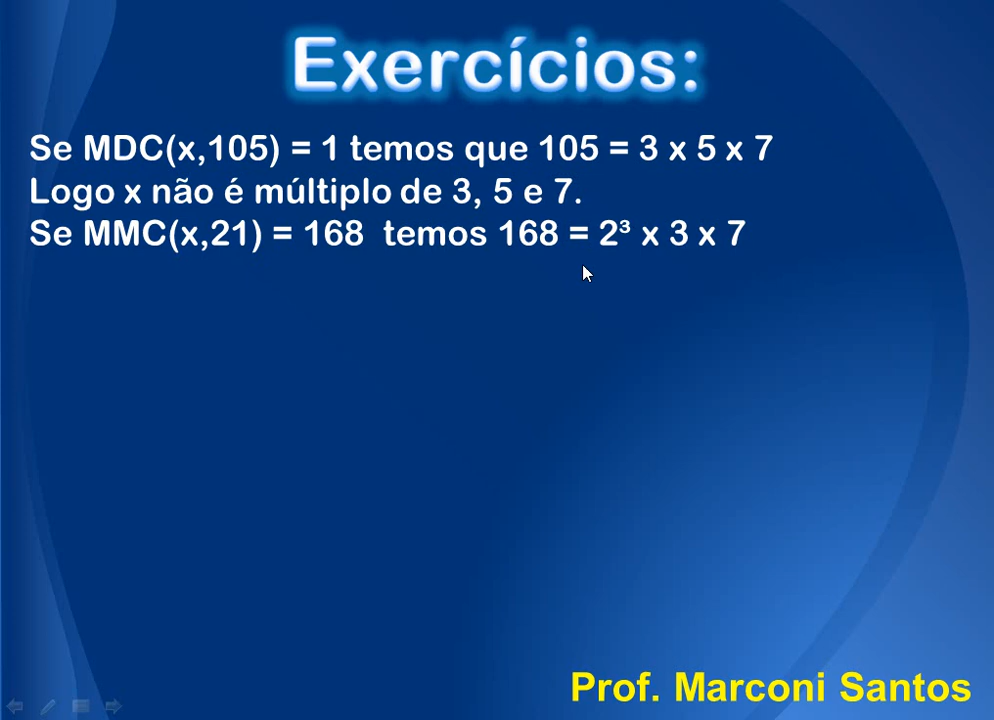 Exercícios:
Se MDC(x,105) = 1 temos que 105 = 3 x 5 x 7
Logo x não é múltiplo de 3, 5 e 7.
Se MMC(x,21) = 168 temos 168 = 2³ x 3 x 7
Prof. Marconi Santos